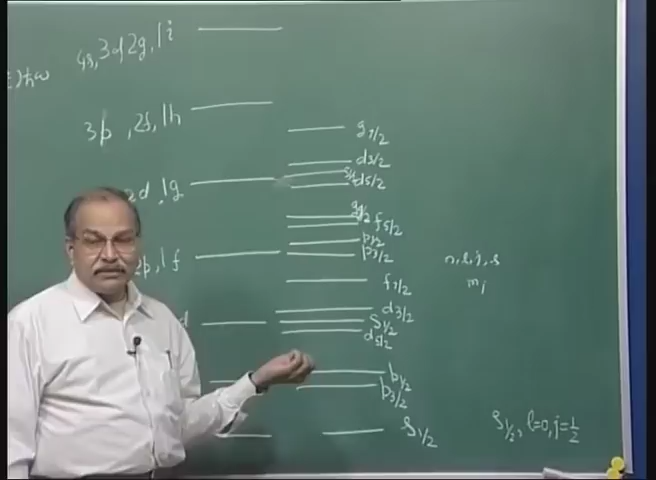 4s, 3d 2g, 1i
)ħω
3p, 2f, 1h
g7/2
d3/2
s1/2
d5/2
2d, 1g
g9/2
f5/2
p1/2
p3/2
n, l, j, s
mj
p, 1f
f7/2
d3/2
s1/2
d5/2
d
p1/2
p3/2
s1/2
s1/2, l=0, j=1/2